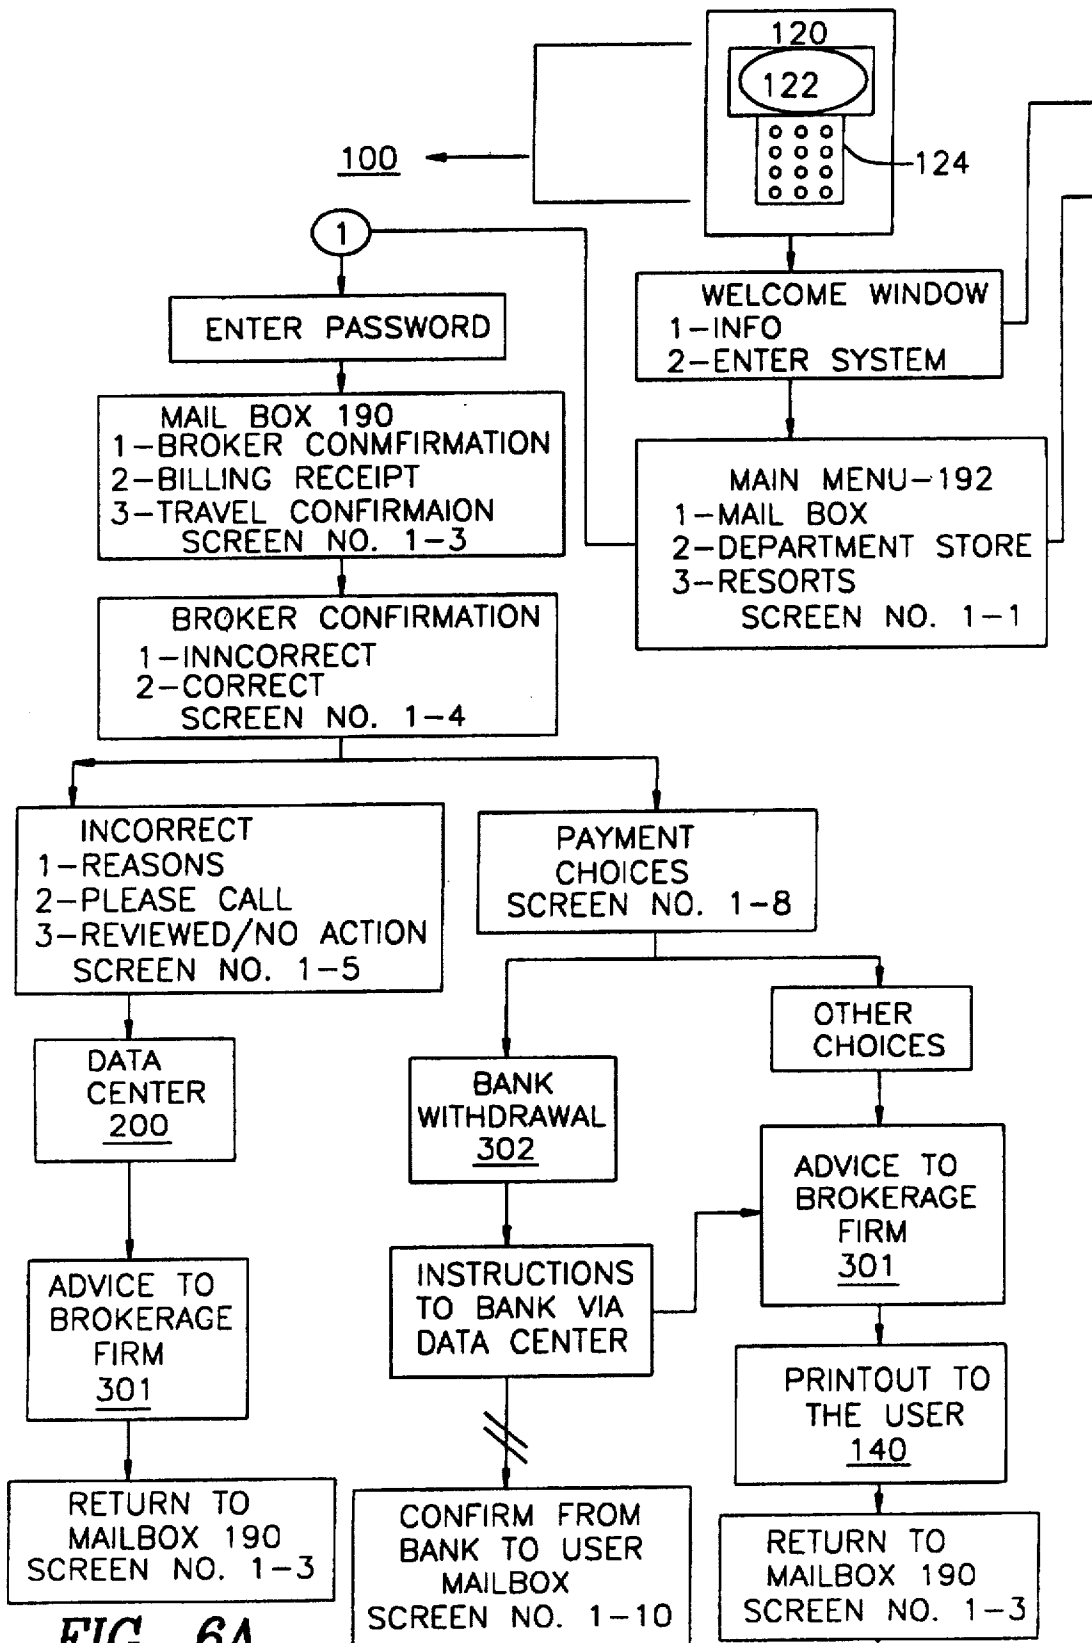 120
122
124
100
1
WELCOME WINDOW
1-INFO
2-ENTER SYSTEM
ENTER PASSWORD
MAIL BOX 190
1-BROKER CONMFIRMATION
2-BILLING RECEIPT
3-TRAVEL CONFIRMAION
SCREEN NO. 1-3
MAIN MENU-192
1-MAIL BOX
2-DEPARTMENT STORE
3-RESORTS
SCREEN NO. 1-1
BROKER CONFIRMATION
1-INNCORRECT
2-CORRECT
SCREEN NO. 1-4
INCORRECT
1-REASONS
2-PLEASE CALL
3-REVIEWED/NO ACTION
SCREEN NO. 1-5
PAYMENT
CHOICES
SCREEN NO. 1-8
DATA
CENTER
200
BANK
WITHDRAWAL
302
OTHER
CHOICES
ADVICE TO
BROKERAGE
FIRM
301
INSTRUCTIONS
TO BANK VIA
DATA CENTER
ADVICE TO
BROKERAGE
FIRM
301
PRINTOUT TO
THE USER
140
RETURN TO
MAILBOX 190
SCREEN NO. 1-3
CONFIRM FROM
BANK TO USER
MAILBOX
SCREEN NO. 1-10
RETURN TO
MAILBOX 190
SCREEN NO. 1-3
FIG. 6A